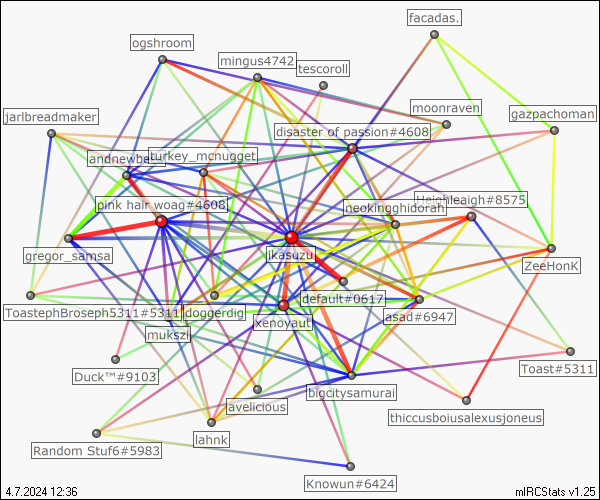 facadas.
ogshroom
mingus4742
tescoroll
moonraven
gazpachoman
jarlbreadmaker
disaster of passion#4608
turkey_mcnugget
Heighleaigh#8575
pink hair woag#4608
neokingghidorah
gregor_samsa
jkasuzu
ZeeHonK
default#0617
ToastephBroseph5311#5311
doggerdig
asad#6947
xenoyaut
mukszi
Duck™#9103
Toast#5311
bigcitysamurai
avelicious
thiccusboiusalexusjoneus
lahnk
Random Stuf6#5983
Knowun#6424
4.7.2024 12:36
mIRCStats v1.25